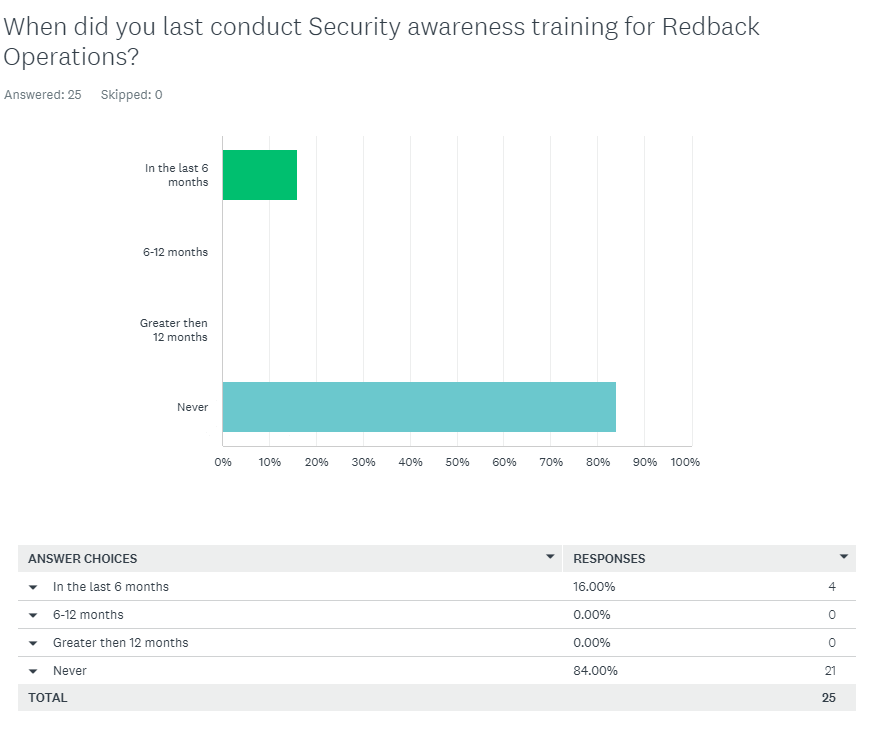 When did you last conduct Security awareness training for Redback
Operations?
Answered: 25 Skipped: 0
In the last 6
months
6-12 months
Greater then
12 months
Never
0% 10% 20% 30% 40% 50% 60% 70% 80% 90% 100%
ANSWER CHOICES RESPONSES
In the last 6 months 16.00% 4
6-12 months 0.00% 0
Greater then 12 months 0.00% 0
Never 84.00% 21
TOTAL 25